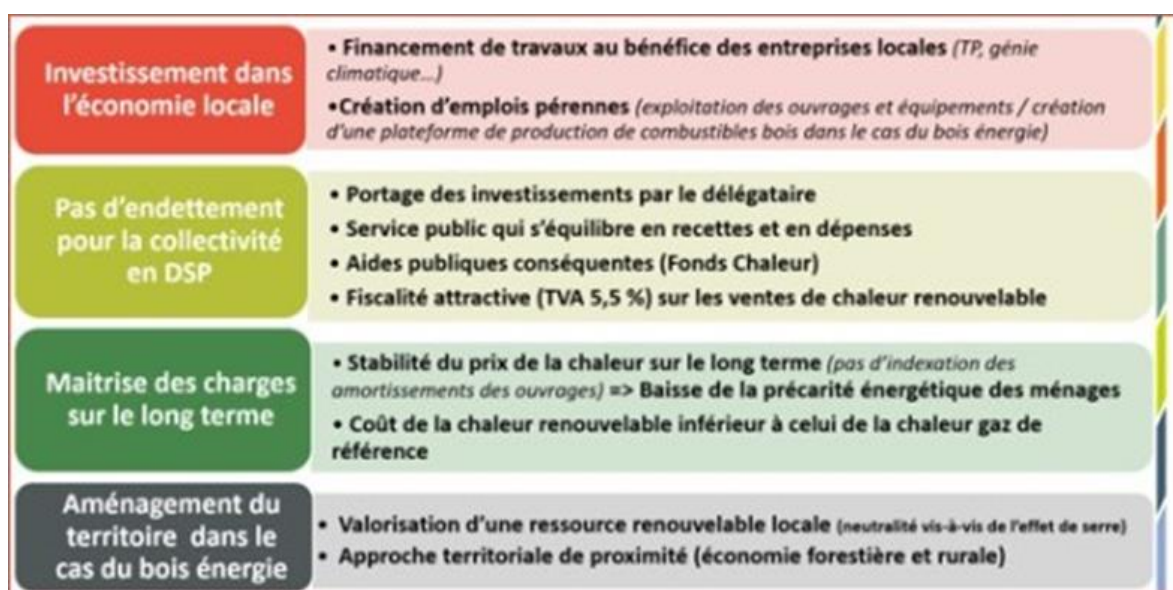 Investissement dans
l'économie locale
• Financement de travaux au bénéfice des entreprises locales (TP, génie
climatique...)
•Création d'emplois pérennes (exploitation des ouvrages et équipements / création
d'une plateforme de production de combustibles bois dans le cas du bois énergie)
Pas d'endettement
pour la collectivité
en DSP
• Portage des investissements par le délégataire
• Service public qui s'équilibre en recettes et en dépenses
• Aides publiques conséquentes (Fonds Chaleur)
• Fiscalité attractive (TVA 5,5 %) sur les ventes de chaleur renouvelable
Maitrise des charges
sur le long terme
• Stabilité du prix de la chaleur sur le long terme (pas d'indexation des
amortissements des ouvrages) => Baisse de la précarité énergétique des ménages
• Coût de la chaleur renouvelable inférieur à celui de la chaleur gaz de
référence
Aménagement du
territoire dans le
cas du bois énergie
• Valorisation d'une ressource renouvelable locale (neutralité vis-à-vis de l'effet de serre)
• Approche territoriale de proximité (économie forestière et rurale)